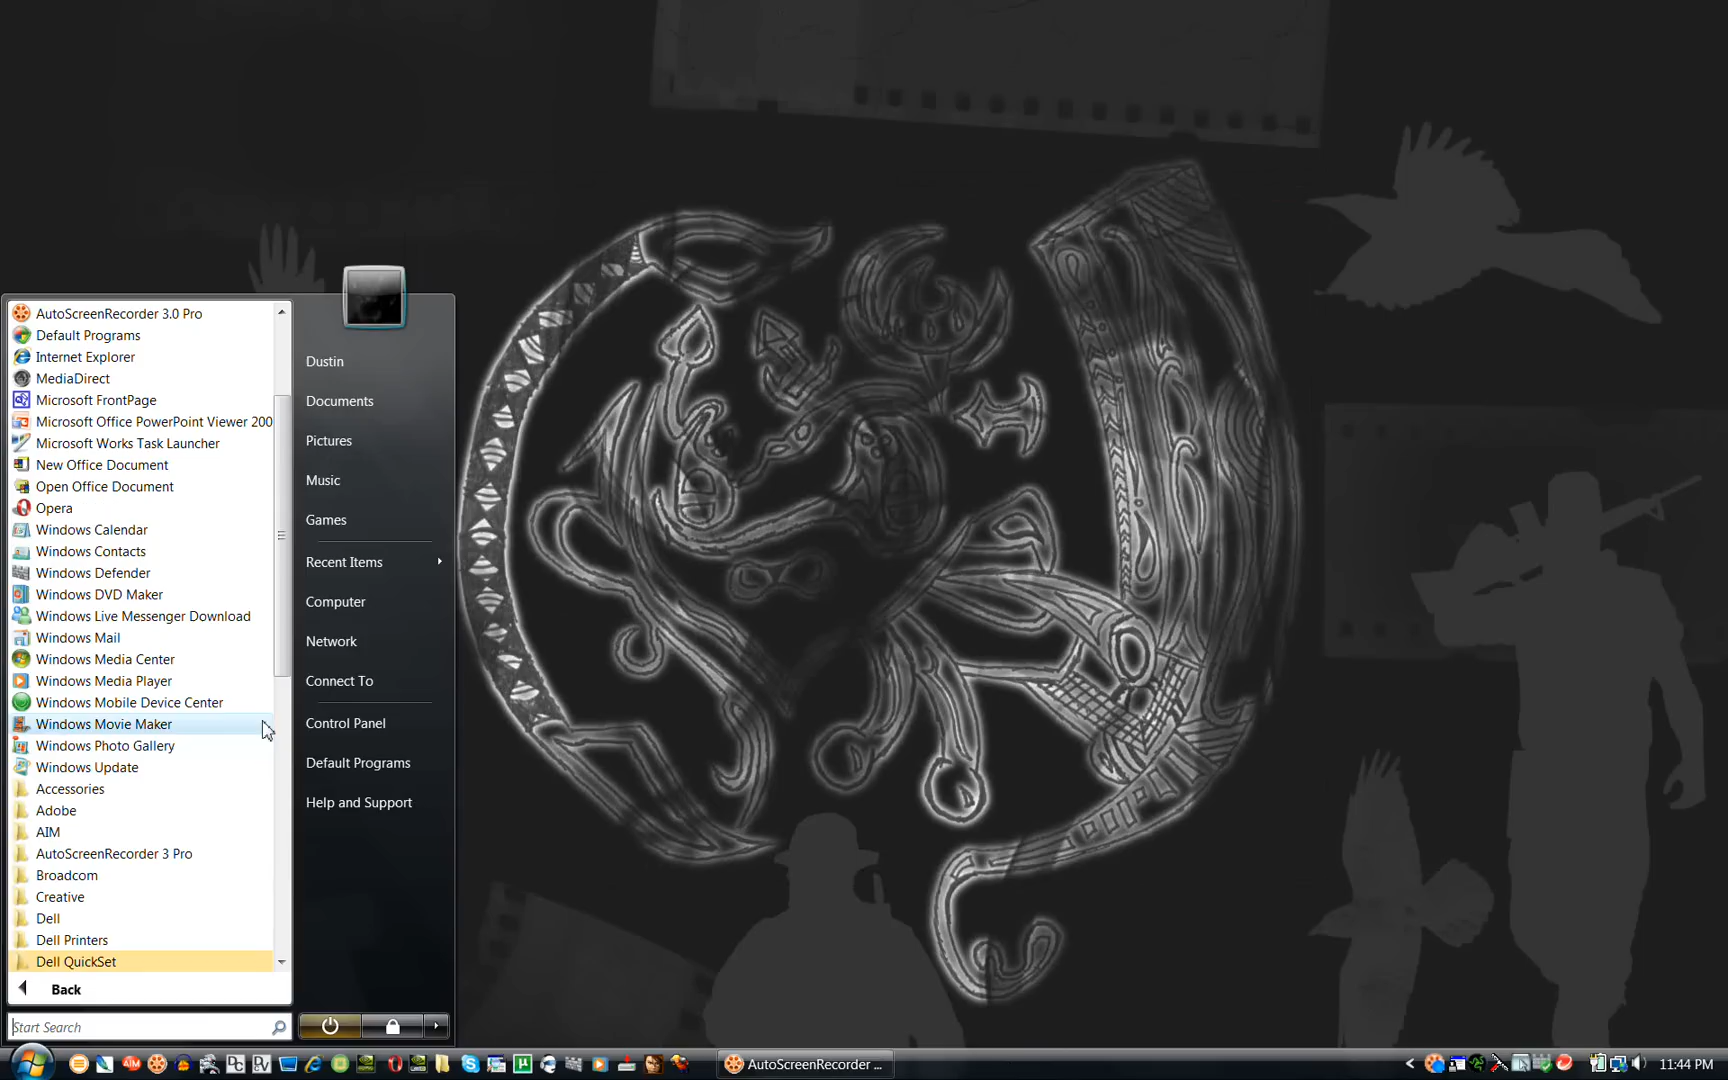 AutoScreenRecorder 3.0 Pro
Default Programs
Internet Explorer
MediaDirect
Microsoft FrontPage
Microsoft Office PowerPoint Viewer 200
Microsoft Works Task Launcher
New Office Document
Open Office Document
Opera
Windows Calendar
Windows Contacts
Windows Defender
Windows DVD Maker
Windows Live Messenger Download
Windows Mail
Windows Media Center
Windows Media Player
Windows Mobile Device Center
Windows Movie Maker
Windows Photo Gallery
Windows Update
Accessories
Adobe
AIM
AutoScreenRecorder 3 Pro
Broadcom
Creative
Dell
Dell Printers
Dell QuickSet
Back
Start Search
Dustin
Documents
Pictures
Music
Games
Recent Items
Computer
Network
Connect To
Control Panel
Default Programs
Help and Support
AIM
DC
DV
µ
AutoScreenRecorder ...
11:44 PM